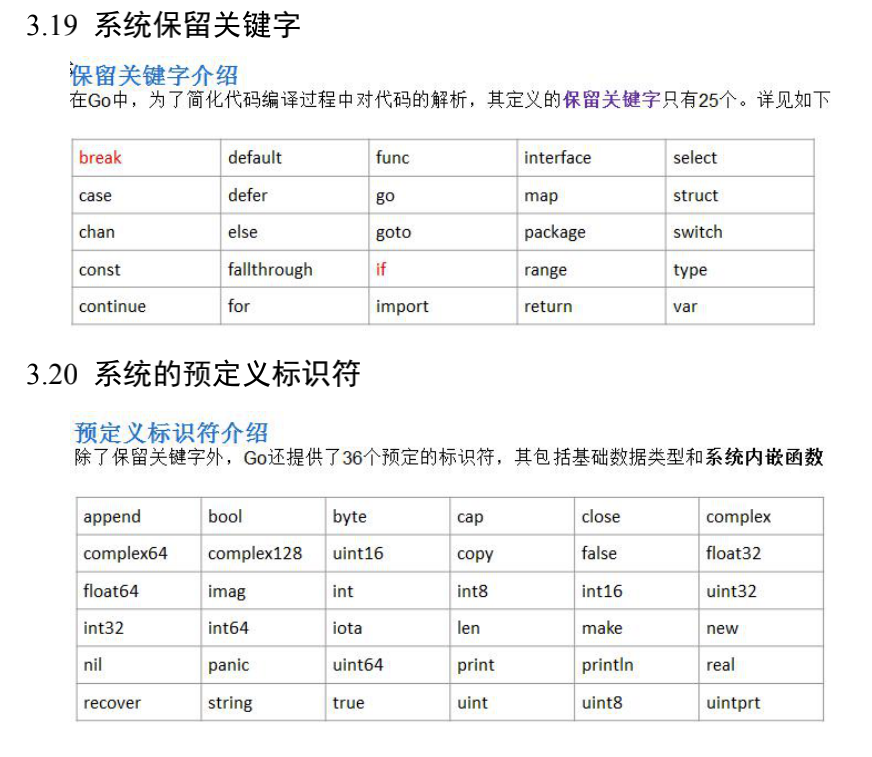 3.19 系统保留关键字
保留关键字介绍
在Go中，为了简化代码编译过程中对代码的解析，其定义的保留关键字只有25个。详见如下
break default func interface select
case defer go map struct
chan else goto package switch
const fallthrough if range type
continue for import return var
3.20 系统的预定义标识符
预定义标识符介绍
除了保留关键字外，Go还提供了36个预定的标识符，其包括基础数据类型和系统内嵌函数
append bool byte cap close complex
complex64 complex128 uint16 copy false float32
float64 imag int int8 int16 uint32
int32 int64 iota len make new
nil panic uint64 print println real
recover string true uint uint8 uintprt